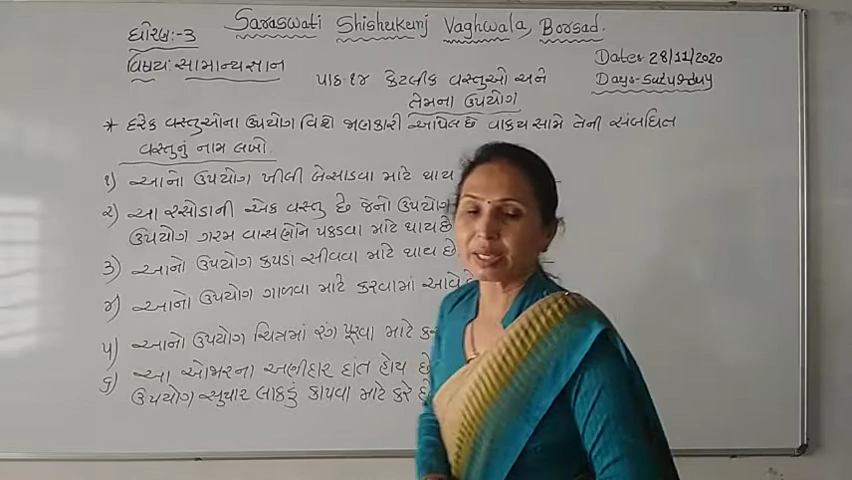 Saraswati Shishukunj Vaghwala, Borsad.
ધોરણ:-૩
Date:- 28/11/2020
વિષય:- સામાન્યજ્ઞાન
Day:- Saturday
પાઠ:૧૪ કેટલીક વસ્તુઓ અને
તેમના ઉપયોગ
* દરેક વસ્તુઓના ઉપયોગ વિશે જાણકારી આપેલ છે વાક્ય સામે તેની સંબધિત
વસ્તુનું નામ લખો.
૧) આનો ઉપયોગ ખીલી બેસાડવા માટે થાય
૨) આ રસોડાની એક વસ્તુ છે જેનો ઉપયોગ
ઉપયોગ ગરમ વાસણોને પકડવા માટે થાય છે
૩) આનો ઉપયોગ કપડાં સીવવા માટે થાય છે
૪) આનો ઉપયોગ ગાળવા માટે કરવામાં આવે
૫) આનો ઉપયોગ ચિત્રમાં રંગ પૂરવા માટે
૬) આ ઓજારના અણીદાર દાંત હોય છે
ઉપયોગ સુથાર લાકડું કાપવા માટે કરે છે